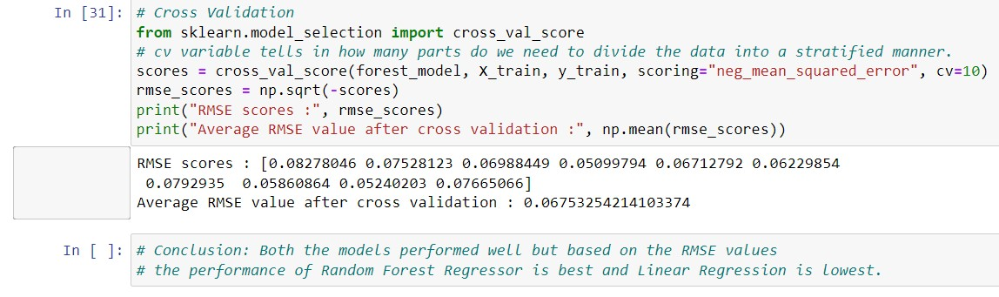 In [31]: # Cross Validation
from sklearn.model_selection import cross_val_score
# cv variable tells in how many parts do we need to divide the data into a stratified manner.
scores = cross_val_score(forest_model, X_train, y_train, scoring="neg_mean_squared_error", cv=10)
rmse_scores = np.sqrt(-scores)
print("RMSE scores :", rmse_scores)
print("Average RMSE value after cross validation :", np.mean(rmse_scores))
RMSE scores : [0.08278046 0.07528123 0.06988449 0.05099794 0.06712792 0.06229854
0.0792935  0.05860864 0.05240203 0.07665066]
Average RMSE value after cross validation : 0.06753254214103374
In [ ]: # Conclusion: Both the models performed well but based on the RMSE values
# the performance of Random Forest Regressor is best and Linear Regression is lowest.